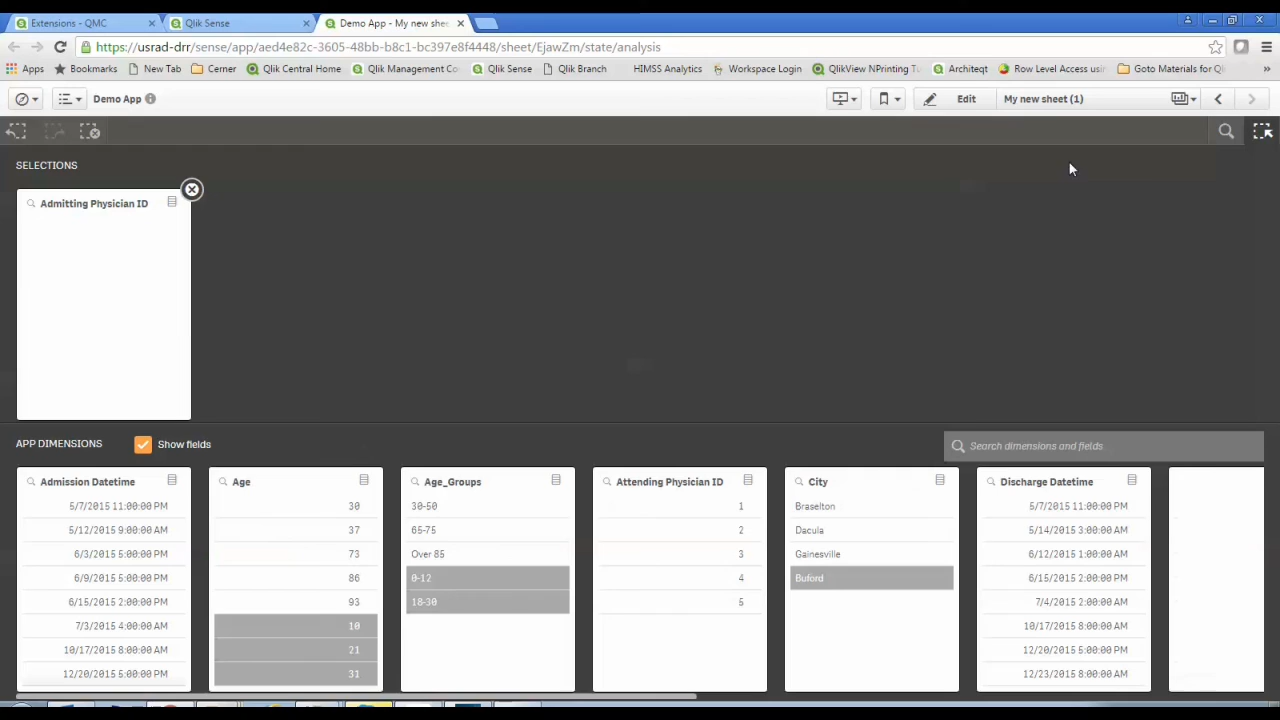 Extensions - QMC
Qlik Sense
Demo App - My new shee
https://usrad-drr/sense/app/aed4e82c-3605-48bb-b8c1-bc397e8f4448/sheet/EjawZm/state/analysis
Apps
Bookmarks
New Tab
Cerner
Qlik Central Home
Qlik Management Co
Qlik Sense
Qlik Branch
HIMSS Analytics
Workspace Login
QlikView NPrinting Tu
Architeqt
Row Level Access usin
Goto Materials for Qli
»
Demo App
Edit
My new sheet (1)
SELECTIONS
Admitting Physician ID
APP DIMENSIONS
Show fields
Search dimensions and fields
Admission Datetime
5/7/2015 11:00:00 PM
5/12/2015 9:00:00 AM
6/3/2015 5:00:00 PM
6/9/2015 5:00:00 PM
6/15/2015 2:00:00 PM
7/3/2015 4:00:00 AM
10/17/2015 8:00:00 AM
12/20/2015 5:00:00 PM
Age
30
37
73
86
93
10
21
31
Age_Groups
30-50
65-75
Over 85
0-12
18-30
Attending Physician ID
1
2
3
4
5
City
Braselton
Dacula
Gainesville
Buford
Discharge Datetime
5/7/2015 11:00:00 PM
5/14/2015 3:00:00 AM
6/12/2015 1:00:00 AM
6/15/2015 2:00:00 PM
7/4/2015 2:00:00 AM
10/17/2015 8:00:00 AM
12/20/2015 5:00:00 PM
12/23/2015 8:00:00 AM